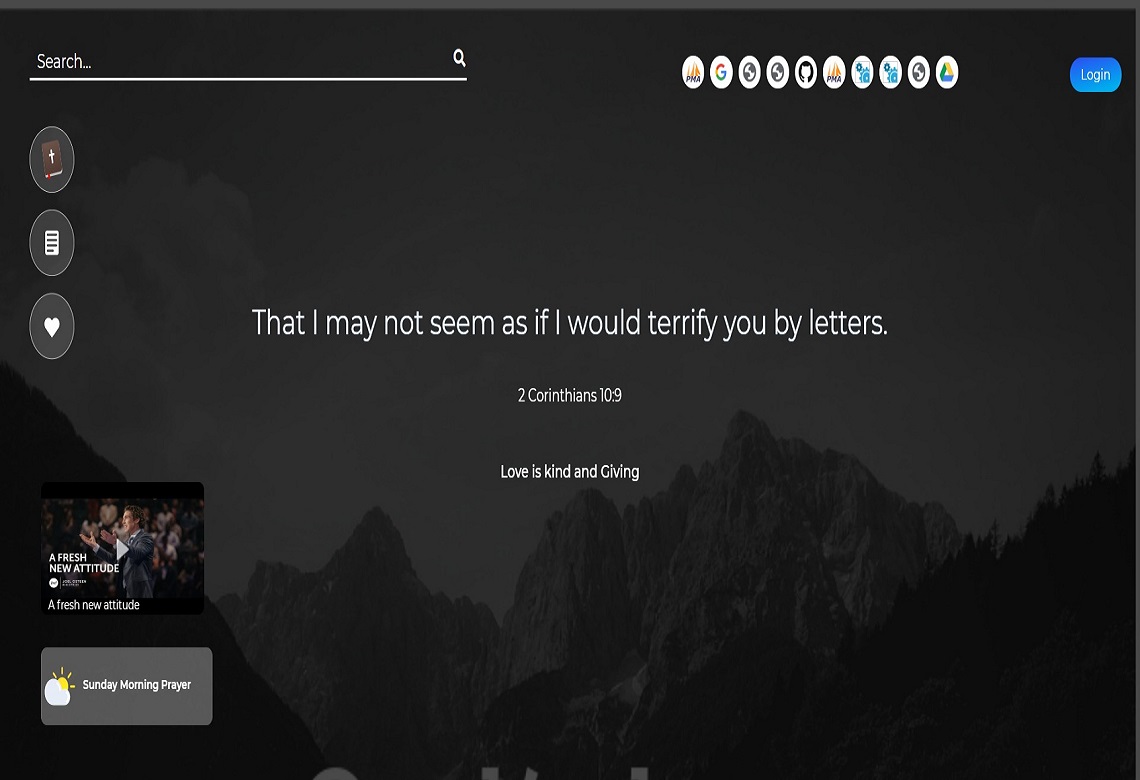 Search...
PMA
G
PMA
Login
That I may not seem as if I would terrify you by letters.
2 Corinthians 10:9
Love is kind and Giving
A FRESH
NEW ATTITUDE
JOEL OSTEEN
A fresh new attitude
Sunday Morning Prayer